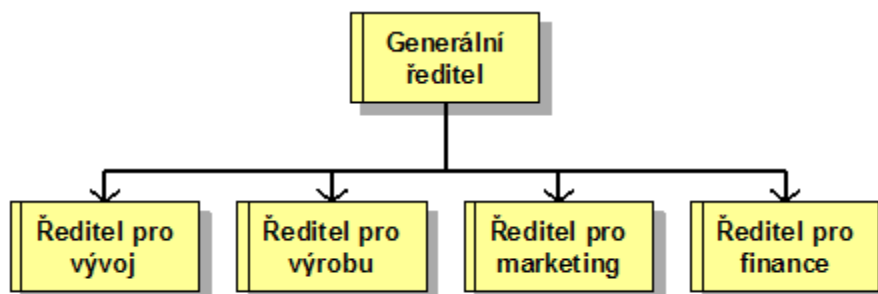 Generální
ředitel
Ředitel pro
vývoj
Ředitel pro
výrobu
Ředitel pro
marketing
Ředitel pro
finance